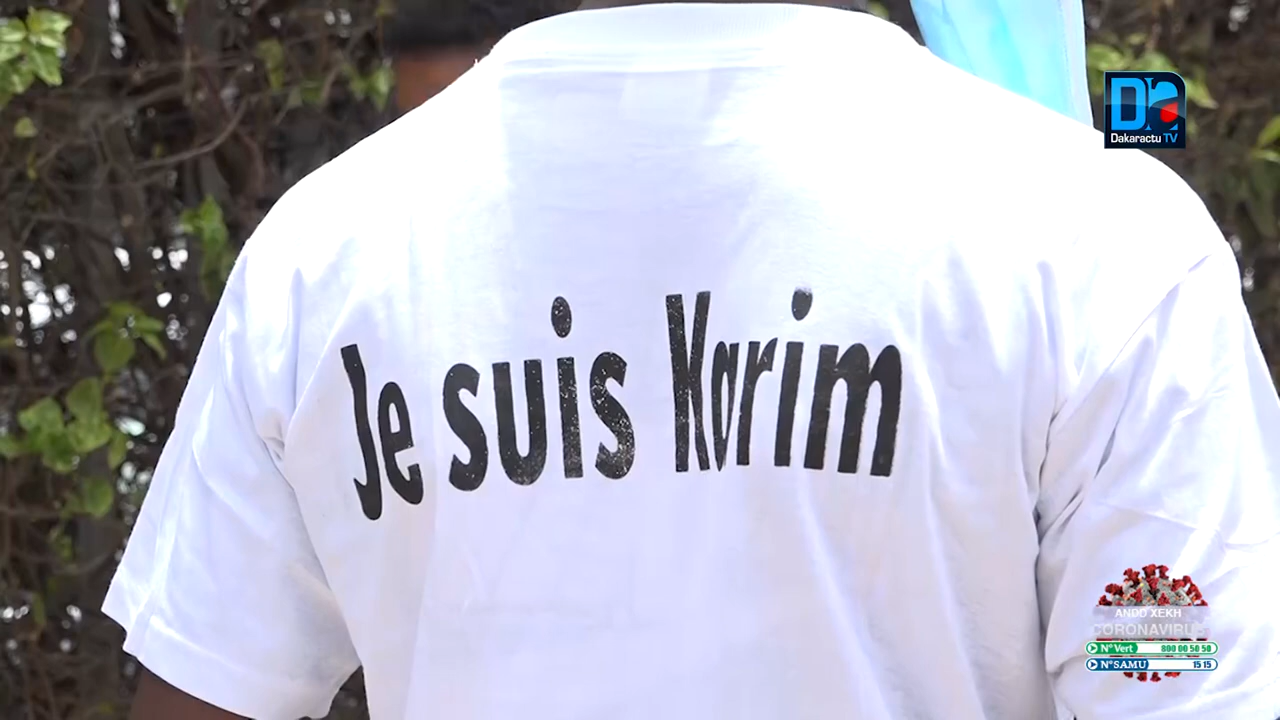 Dakaractu TV
Je suis Karim
ANDD XEKH
CORONAVIRUS
N° Vert 800 00 50 50
N° SAMU 15 15